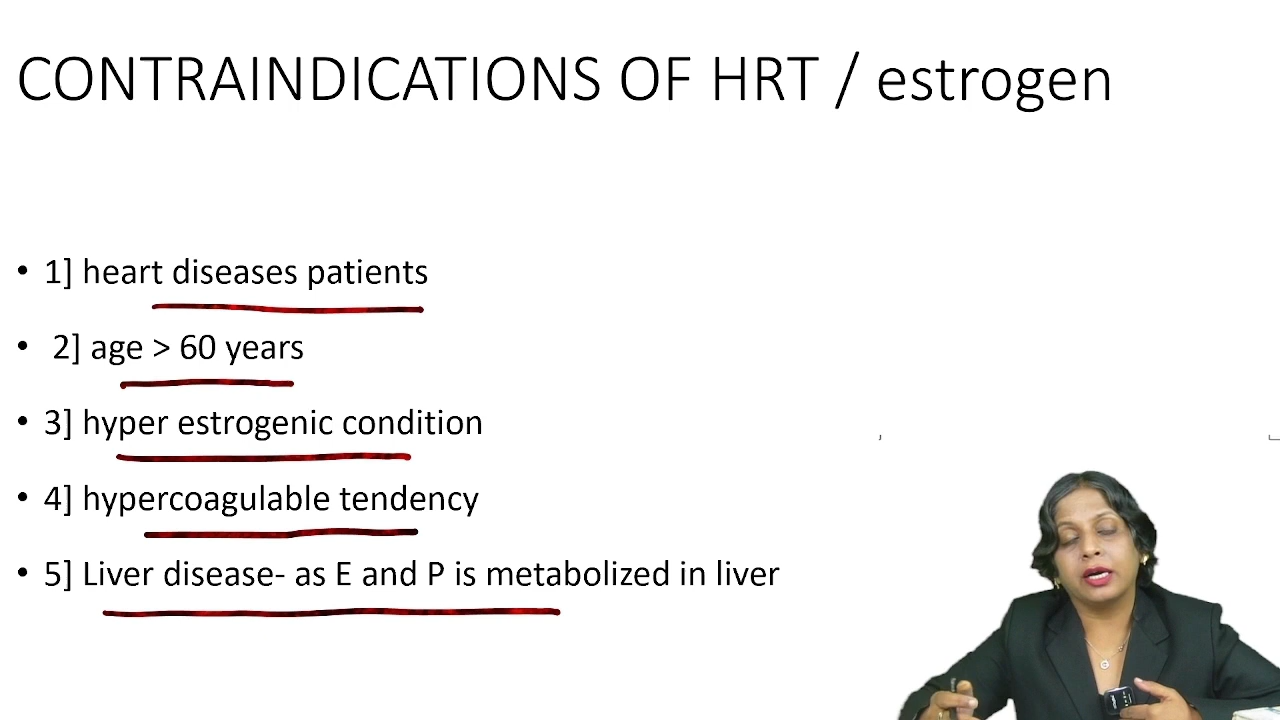 CONTRAINDICATIONS OF HRT / estrogen
• 1] heart diseases patients
• 2] age > 60 years
• 3] hyper estrogenic condition
• 4] hypercoagulable tendency
• 5] Liver disease- as E and P is metabolized in liver